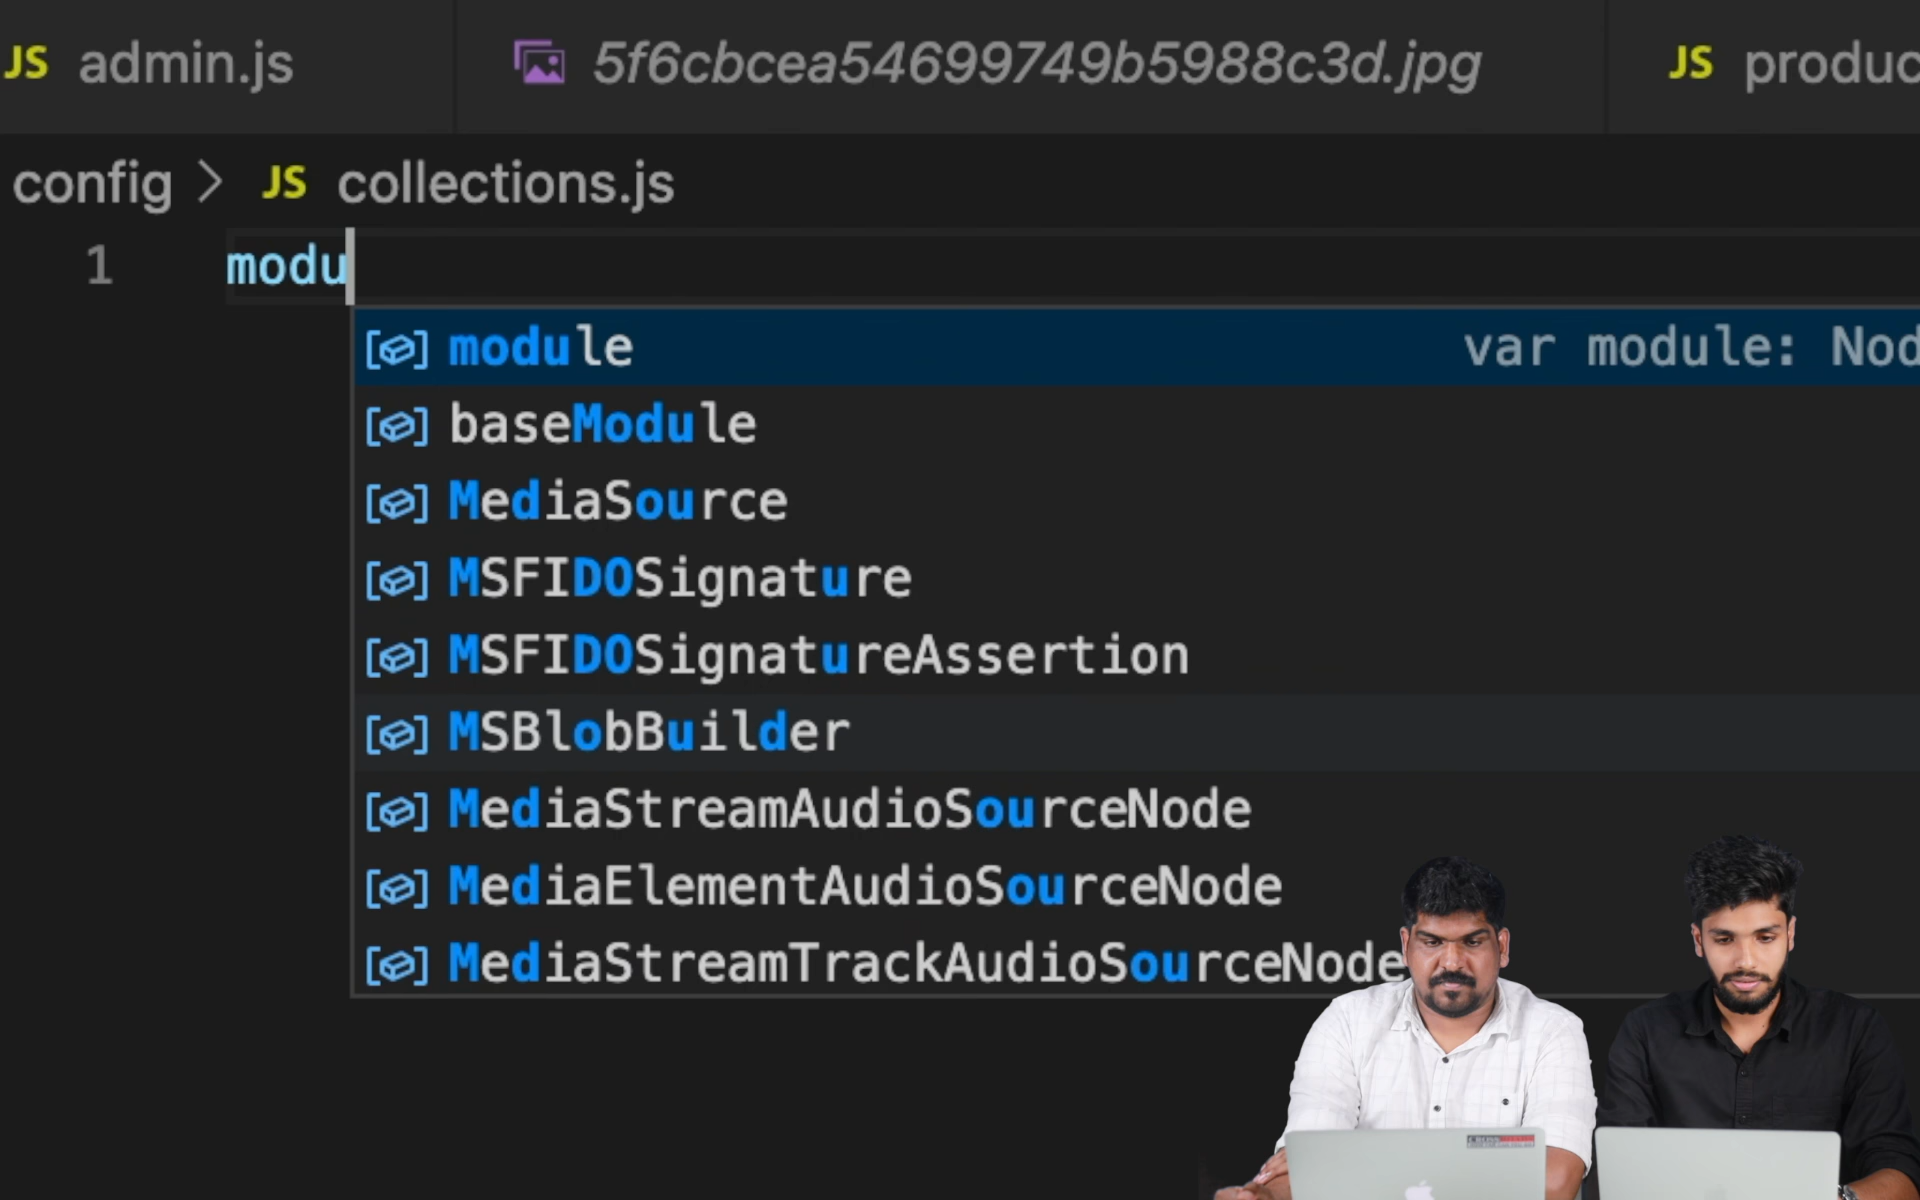 JS admin.js 5f6cbcea54699749b5988c3d.jpg JS produc
config > JS collections.js
1 modu
module var module: Nod
baseModule
MediaSource
MSFIDOSignature
MSFIDOSignatureAssertion
MSBlobBuilder
MediaStreamAudioSourceNode
MediaElementAudioSourceNode
MediaStreamTrackAudioSourceNode